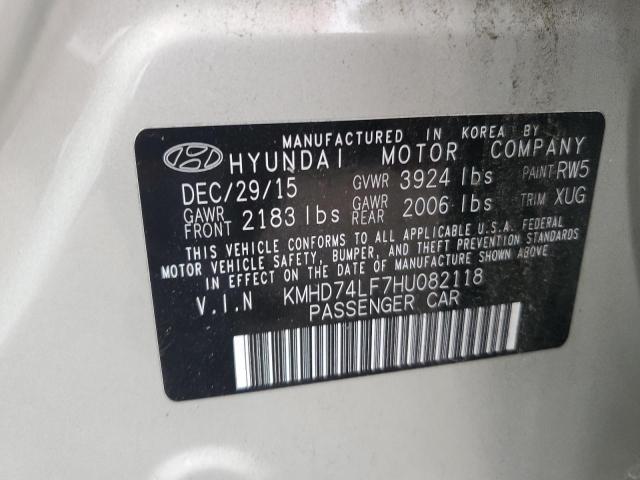 MANUFACTURED IN KOREA BY
HYUNDAI MOTOR COMPANY
DEC/29/15 GVWR 3924 lbs PAINT RW5
GAWR FRONT 2183 lbs GAWR REAR 2006 lbs TRIM XUG
THIS VEHICLE CONFORMS TO ALL APPLICABLE U.S.A. FEDERAL
MOTOR VEHICLE SAFETY, BUMPER, AND THEFT PREVENTION STANDARDS
IN EFFECT ON THE DATE OF MANUFACTURE SHOWN ABOVE.
V.I.N KMHD74LF7HU082118
PASSENGER CAR